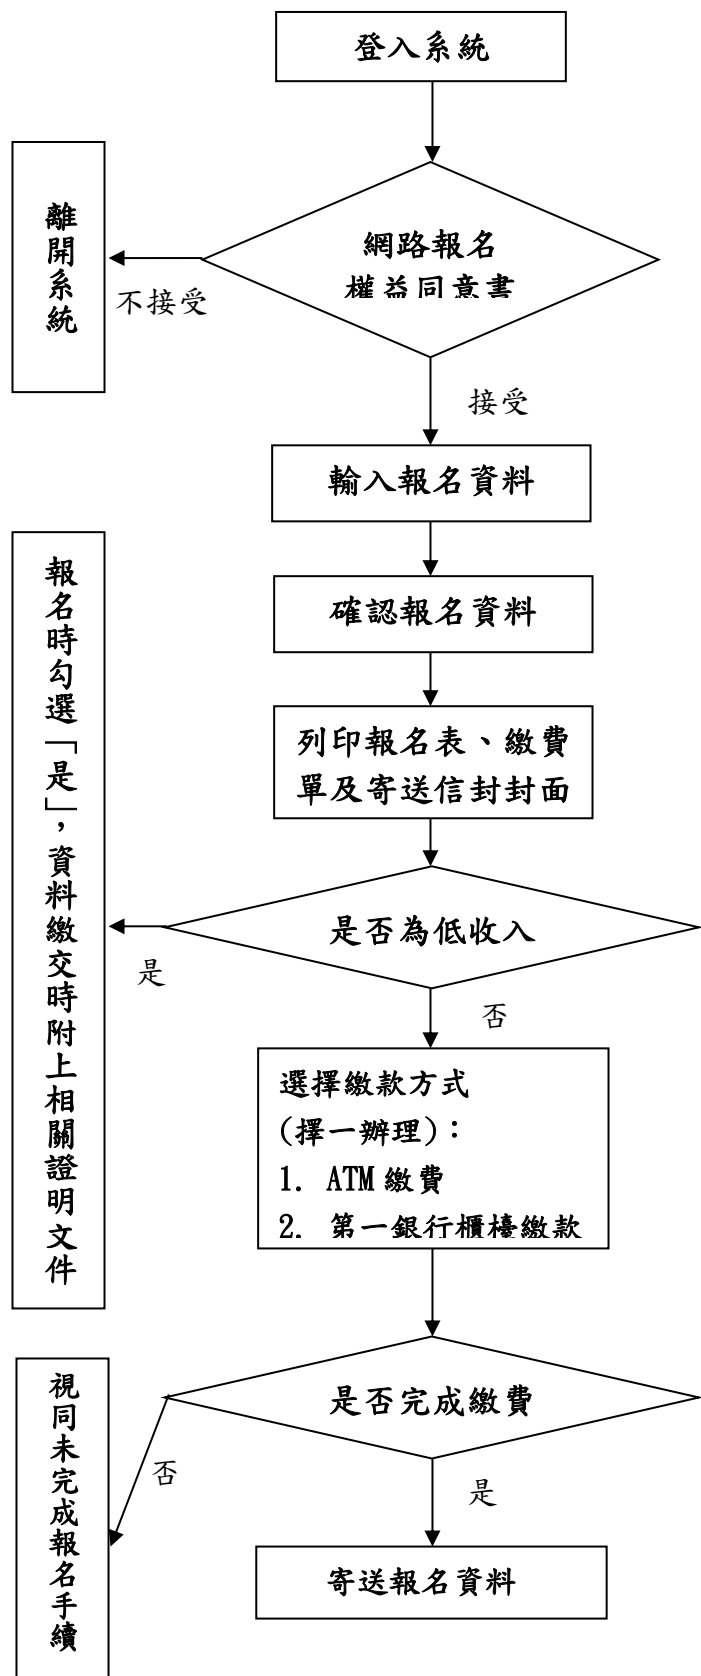 登入系統
網路報名
權益同意書
離開系統
不接受
接受
輸入報名資料
確認報名資料
列印報名表、繳費
單及寄送信封封面
是否為低收入
是
報名時勾選「是」，資料繳交時附上相關證明文件
否
選擇繳款方式
(擇一辦理)：
1. ATM 繳費
2. 第一銀行櫃檯繳款
是否完成繳費
否
視同未完成報名手續
是
寄送報名資料